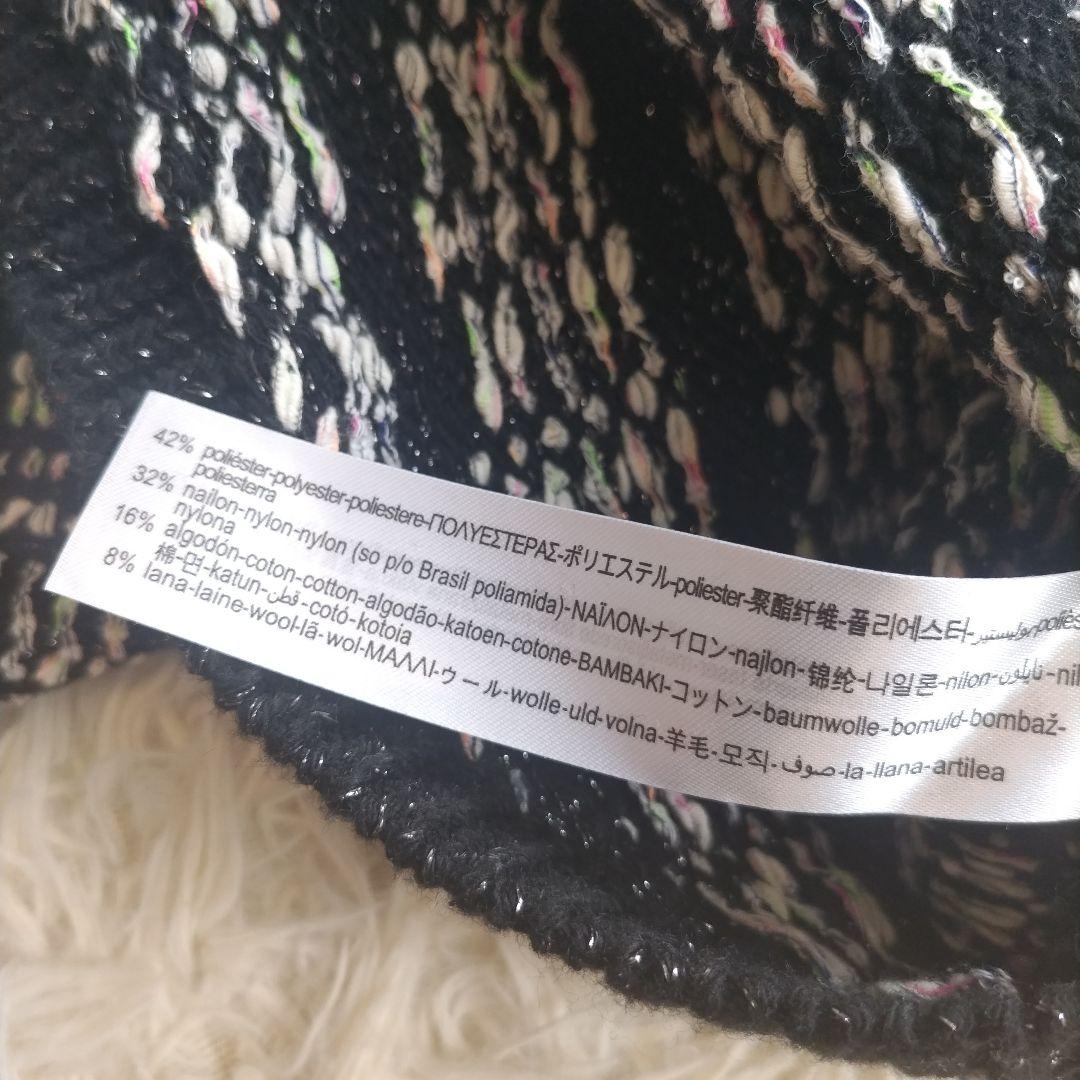 42% poliéster-polyester-poliestere-ΠΟΛΥΕΣΤΕΡΑΣ-ポリエステル-poliester-聚酯纤维-폴리에스터-بوليستير-poliés
poliesterra
32% nailon-nylon-nylon (so p/o Brasil poliamida)-ΝΑΪΛΟΝ-ナイロン-najlon-锦纶-나일론-nilon-نايلون-nil
nylona
16% algodón-coton-cotton-algodão-katoen-cotone-BAMBAKI-コットン-baumwolle-bomuld-bombaž-
棉-면-katun-قطن-cotó-kotoia
8% lana-laine-wool-lã-wol-ΜΑΛΛΙ-ウール-wolle-uld-volna-羊毛-모직-صوف-la-llana-artilea